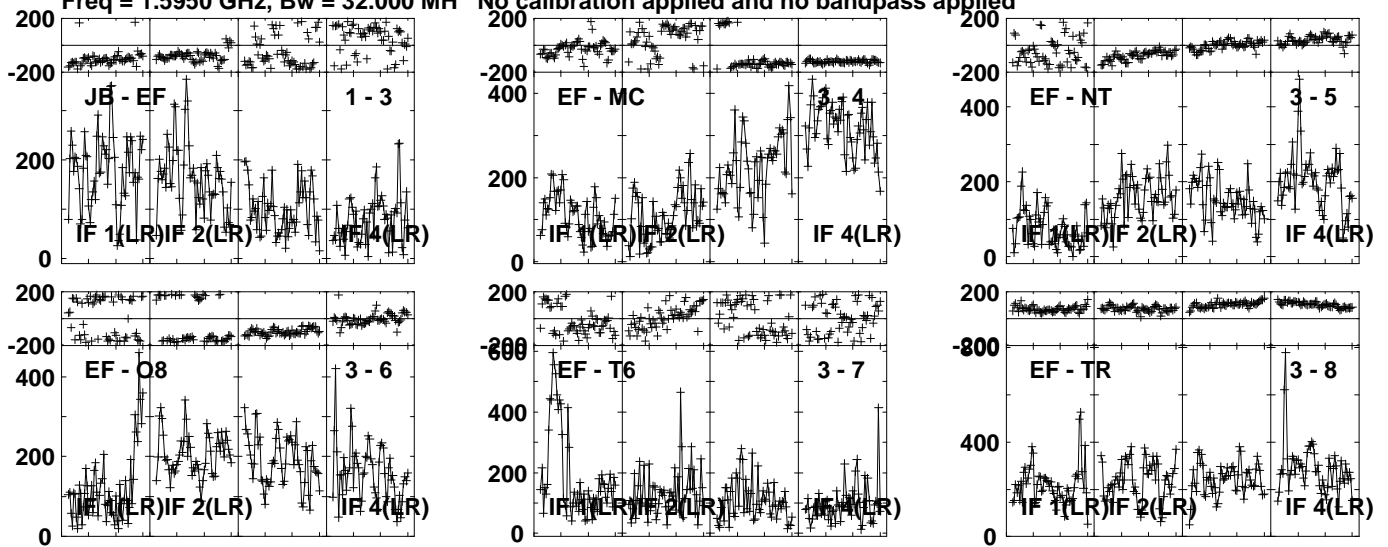 Freq = 1.5950 GHz, Bw = 32.000 MH No calibration applied and no bandpass applied
200
-200
JB - EF 1 - 3
200
0
IF 1(LR) IF 2(LR) IF 4(LR)
200
-200
EF - MC 3 - 4
400
200
0
IF 1(LR) IF 2(LR) IF 4(LR)
200
-200
EF - NT 3 - 5
400
200
0
IF 1(LR) IF 2(LR) IF 4(LR)
200
-200
EF - O8 3 - 6
400
200
0
IF 1(LR) IF 2(LR) IF 4(LR)
200
-200
600
EF - T6 3 - 7
400
200
0
IF 1(LR) IF 2(LR) IF 4(LR)
200
-200
800
EF - TR 3 - 8
400
0
IF 1(LR) IF 2(LR) IF 4(LR)